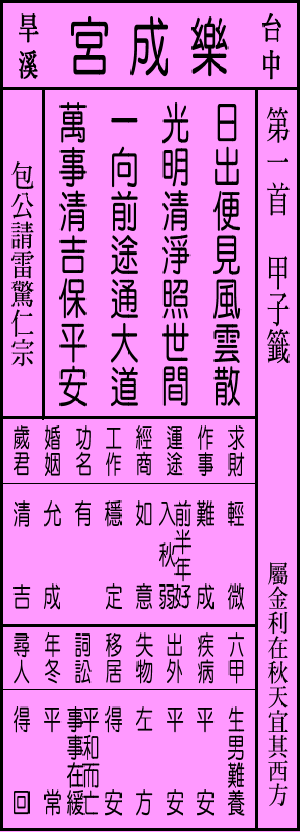 台中
樂成宮
旱溪
第一首 甲子籤
屬金利在秋天宜其西方
日出便見風雲散
光明清淨照世間
一向前途通大道
萬事清吉保平安
包公請雷驚仁宗
求財
輕微
作事
難成
運途
前半年好
入秋弱
經商
如意
工作
穩定
功名
有
婚姻
允成
歲君
清吉
六甲
生男難養
疾病
平安
出外
平安
失物
左方
移居
得安
詞訟
平和而亡
事事在緩
年冬
平常
尋人
得回